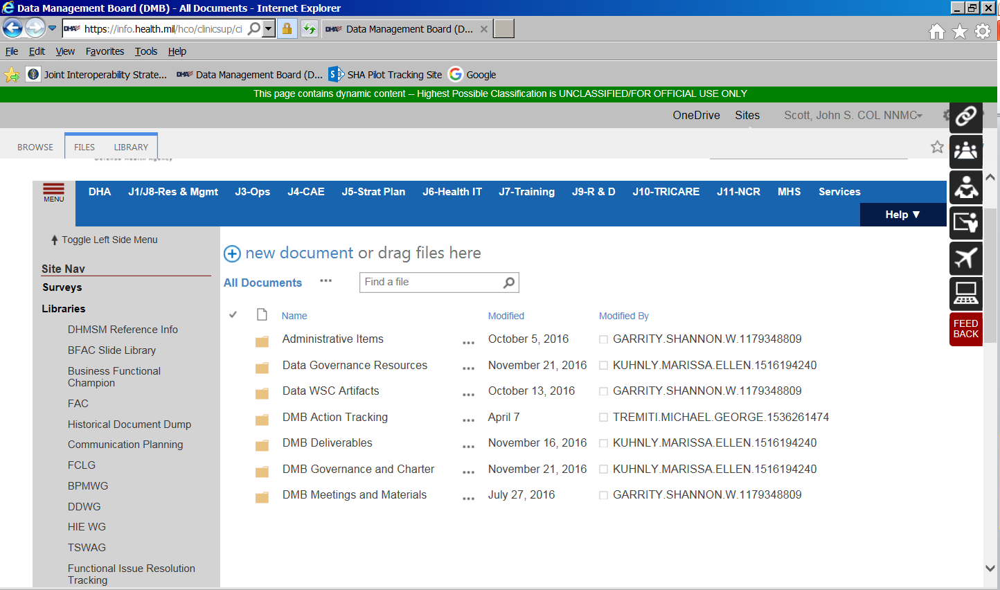 Data Management Board (DMB) - All Documents - Internet Explorer
DHA https://info.health.mil/hco/clinicsup/ci DHA Data Management Board (D...
File Edit View Favorites Tools Help
Joint Interoperability Strate... DHA Data Management Board (D... SHA Pilot Tracking Site Google
This page contains dynamic content -- Highest Possible Classification is UNCLASSIFIED/FOR OFFICIAL USE ONLY
OneDrive Sites Scott, John S. COL NNMC
BROWSE FILES LIBRARY
Defense Health Agency
MENU DHA J1/J8-Res & Mgmt J3-Ops J4-CAE J5-Strat Plan J6-Health IT J7-Training J9-R & D J10-TRICARE J11-NCR MHS Services
Help ▼
Toggle Left Side Menu
Site Nav
Surveys
Libraries
DHMSM Reference Info
BFAC Slide Library
Business Functional
Champion
FAC
Historical Document Dump
Communication Planning
FCLG
BPMWG
DDWG
HIE WG
TSWAG
Functional Issue Resolution
Tracking
new document or drag files here
All Documents ••• Find a file
Name Modified Modified By
Administrative Items ... October 5, 2016 GARRITY.SHANNON.W.1179348809
Data Governance Resources ... November 21, 2016 KUHNLY.MARISSA.ELLEN.1516194240
Data WSC Artifacts ... October 13, 2016 GARRITY.SHANNON.W.1179348809
DMB Action Tracking ... April 7 TREMITI.MICHAEL.GEORGE.1536261474
DMB Deliverables ... November 16, 2016 KUHNLY.MARISSA.ELLEN.1516194240
DMB Governance and Charter ... November 21, 2016 KUHNLY.MARISSA.ELLEN.1516194240
DMB Meetings and Materials ... July 27, 2016 GARRITY.SHANNON.W.1179348809
FEED
BACK